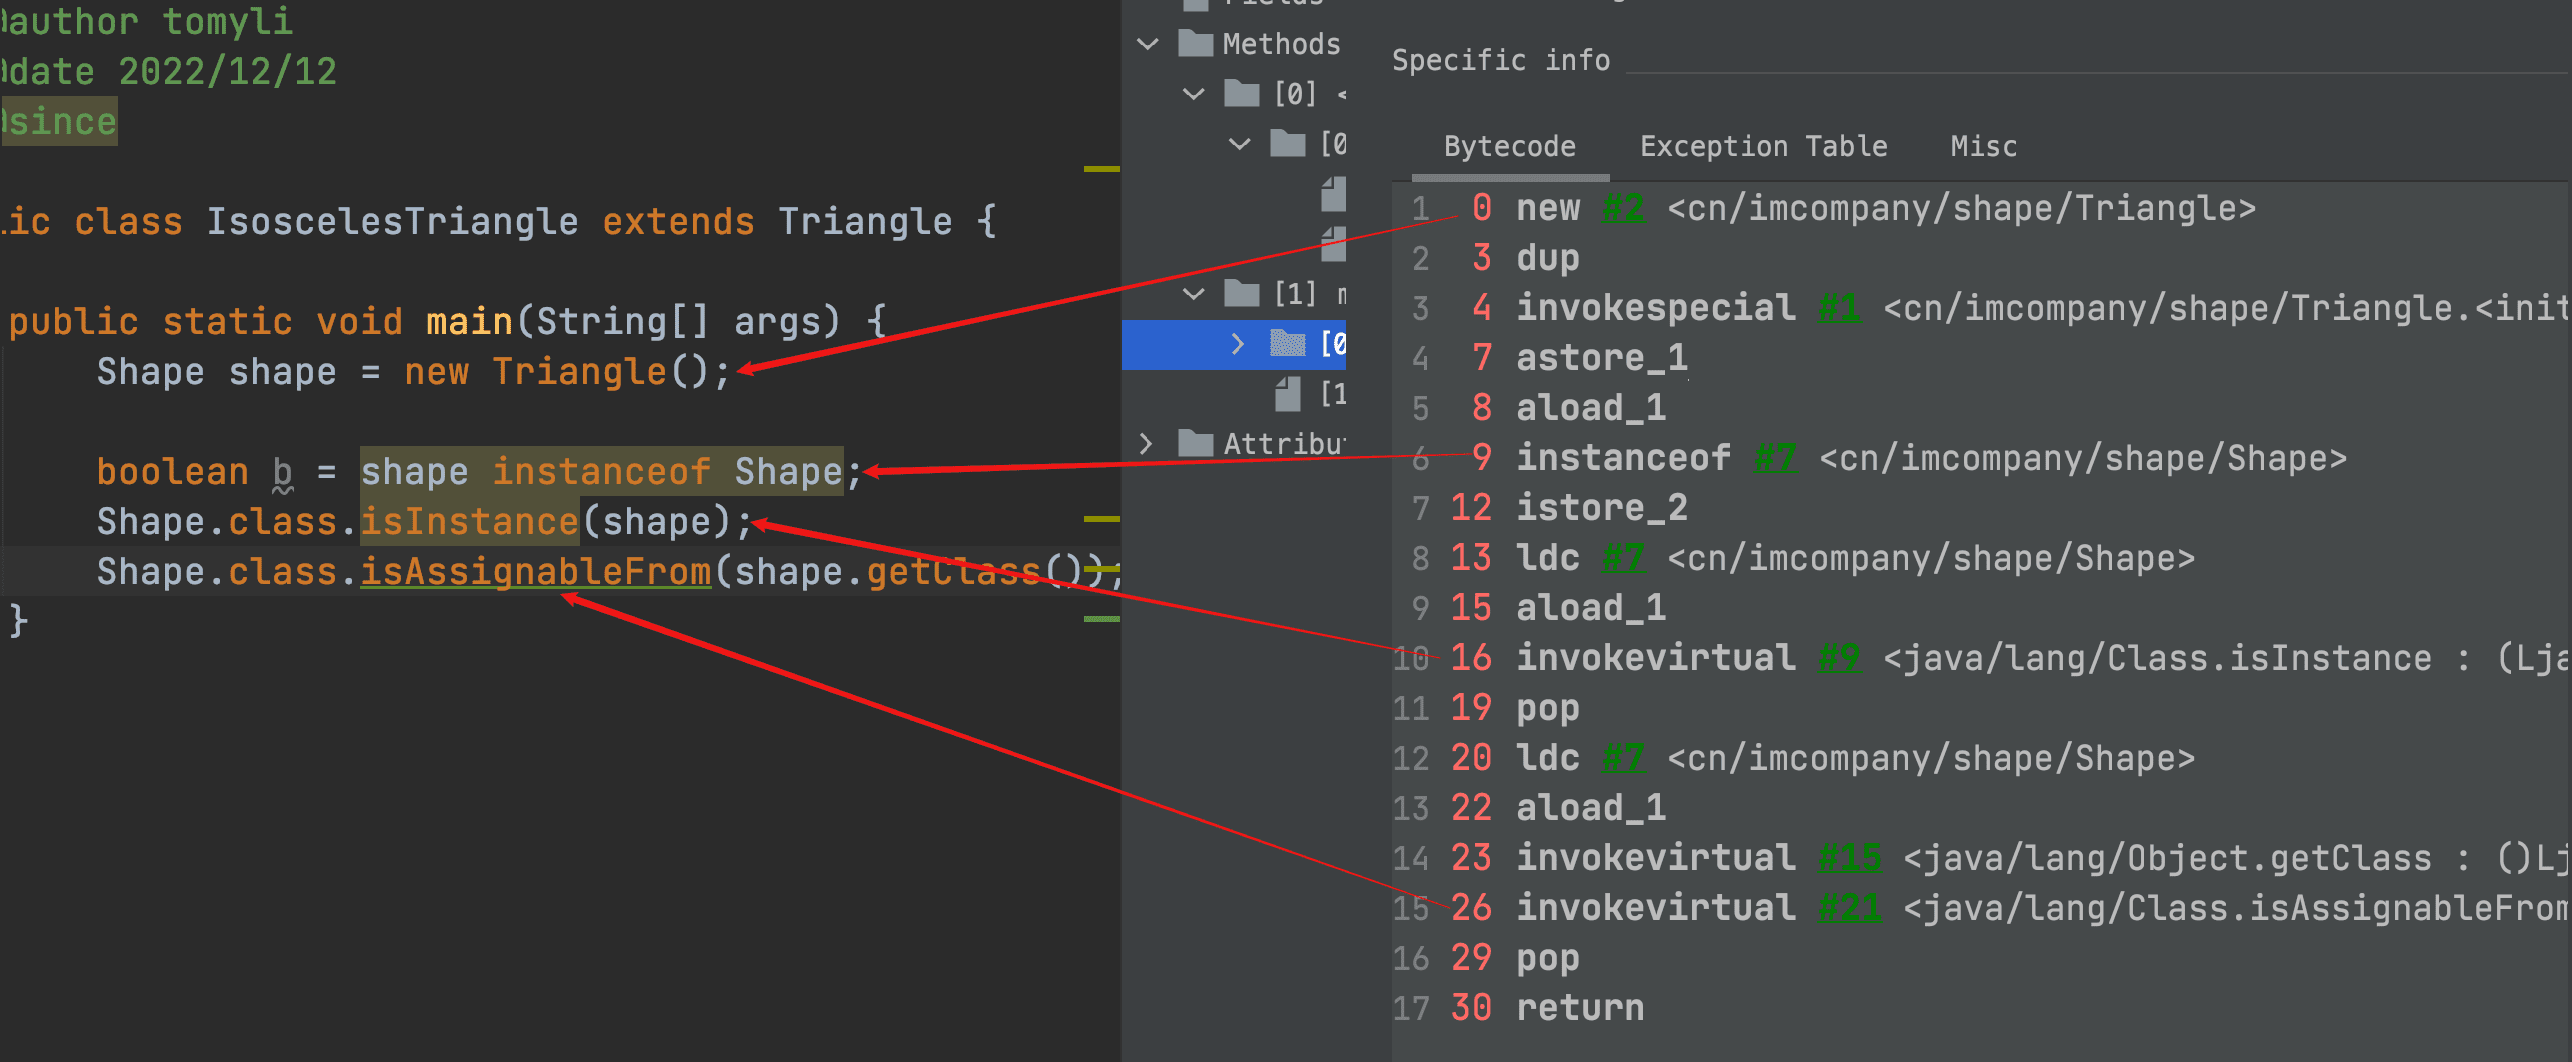 @author tomyli
@date 2022/12/12
@since
ic class IsoscelesTriangle extends Triangle {
public static void main(String[] args) {
Shape shape = new Triangle();
boolean b = shape instanceof Shape;
Shape.class.isInstance(shape);
Shape.class.isAssignableFrom(shape.getClass());
}
Fields
Methods
[0] <
[0
[1] m
[0
[1
Attribut
Specific info
Bytecode Exception Table Misc
1 0 new #2 <cn/imcompany/shape/Triangle>
2 3 dup
3 4 invokespecial #1 <cn/imcompany/shape/Triangle.<init
4 7 astore_1
5 8 aload_1
6 9 instanceof #7 <cn/imcompany/shape/Shape>
7 12 istore_2
8 13 ldc #7 <cn/imcompany/shape/Shape>
9 15 aload_1
10 16 invokevirtual #9 <java/lang/Class.isInstance : (Lja
11 19 pop
12 20 ldc #7 <cn/imcompany/shape/Shape>
13 22 aload_1
14 23 invokevirtual #15 <java/lang/Object.getClass : ()Lj
15 26 invokevirtual #21 <java/lang/Class.isAssignableFrom
16 29 pop
17 30 return